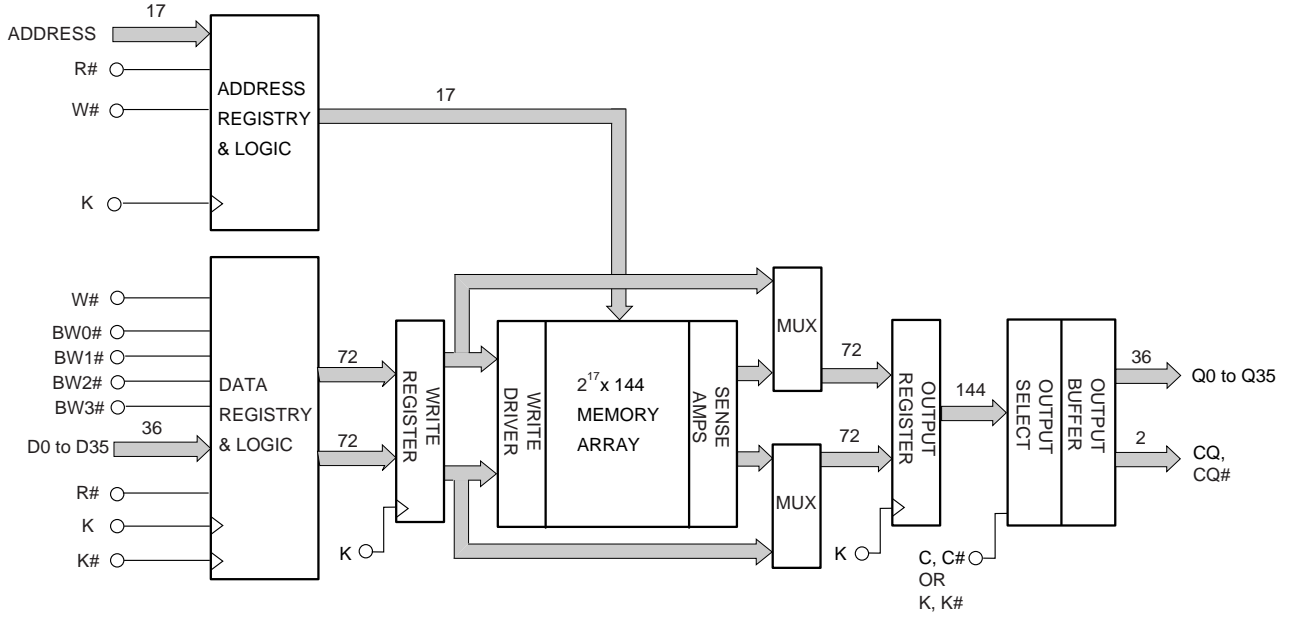 17
ADDRESS
R#
W#
K
ADDRESS
REGISTRY
& LOGIC
17
W#
BW0#
BW1#
BW2#
BW3#
D0 to D35
36
R#
K
K#
DATA
REGISTRY
& LOGIC
72
72
WRITE
REGISTER
K
WRITE
DRIVER
2^17 x 144
MEMORY
ARRAY
SENSE
AMPS
MUX
MUX
72
72
OUTPUT
REGISTER
K
144
OUTPUT
SELECT
OUTPUT
BUFFER
C, C#
OR
K, K#
36
Q0 to Q35
2
CQ,
CQ#